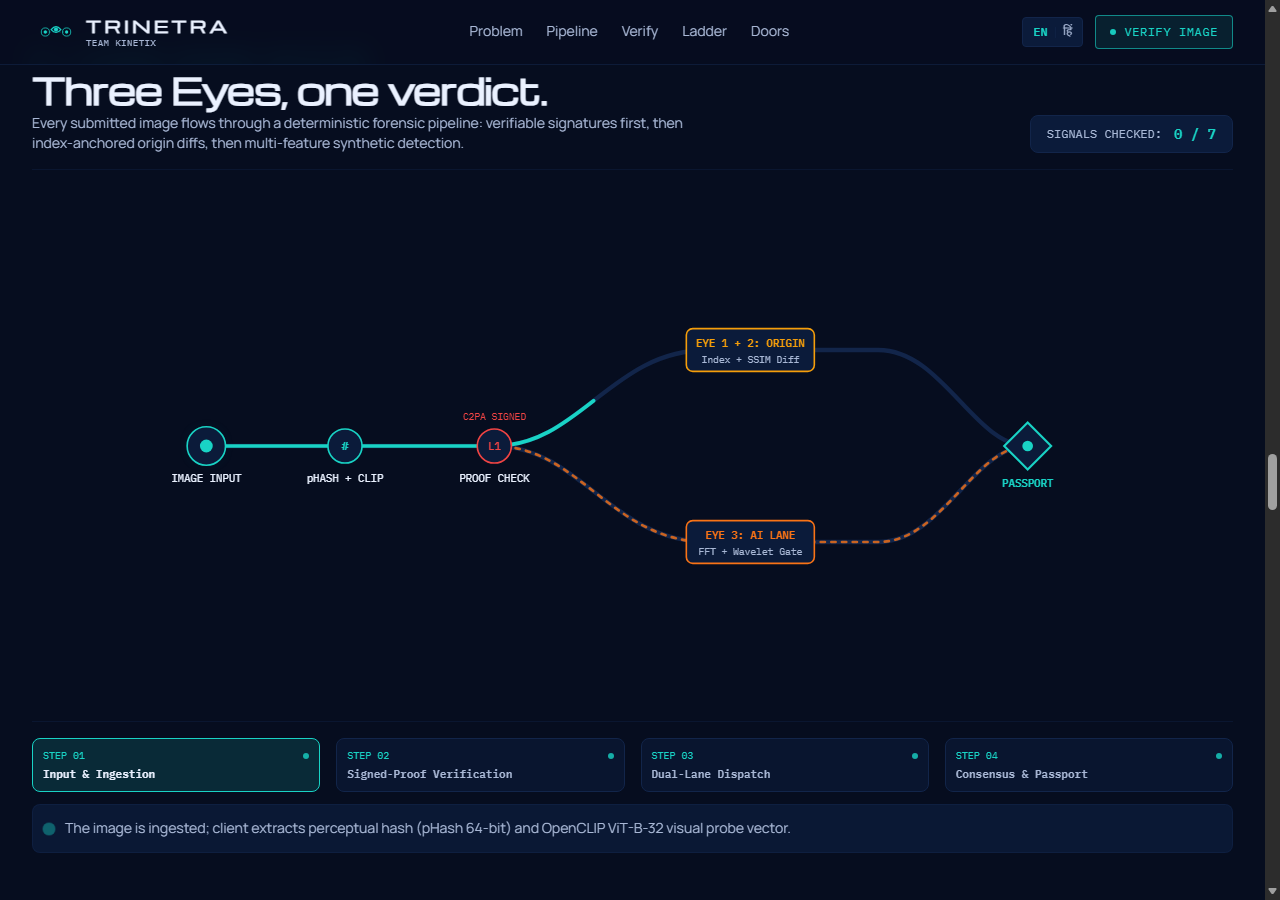 TRINETRA
TEAM KINETIX
Problem Pipeline Verify Ladder Doors
EN हिं
VERIFY IMAGE
Three Eyes, one verdict.
Every submitted image flows through a deterministic forensic pipeline: verifiable signatures first, then
index-anchored origin diffs, then multi-feature synthetic detection.
SIGNALS CHECKED: 0 / 7
EYE 1 + 2: ORIGIN
Index + SSIM Diff
C2PA SIGNED
#
L1
IMAGE INPUT
pHASH + CLIP
PROOF CHECK
PASSPORT
EYE 3: AI LANE
FFT + Wavelet Gate
STEP 01
Input & Ingestion
STEP 02
Signed-Proof Verification
STEP 03
Dual-Lane Dispatch
STEP 04
Consensus & Passport
The image is ingested; client extracts perceptual hash (pHash 64-bit) and OpenCLIP ViT-B-32 visual probe vector.